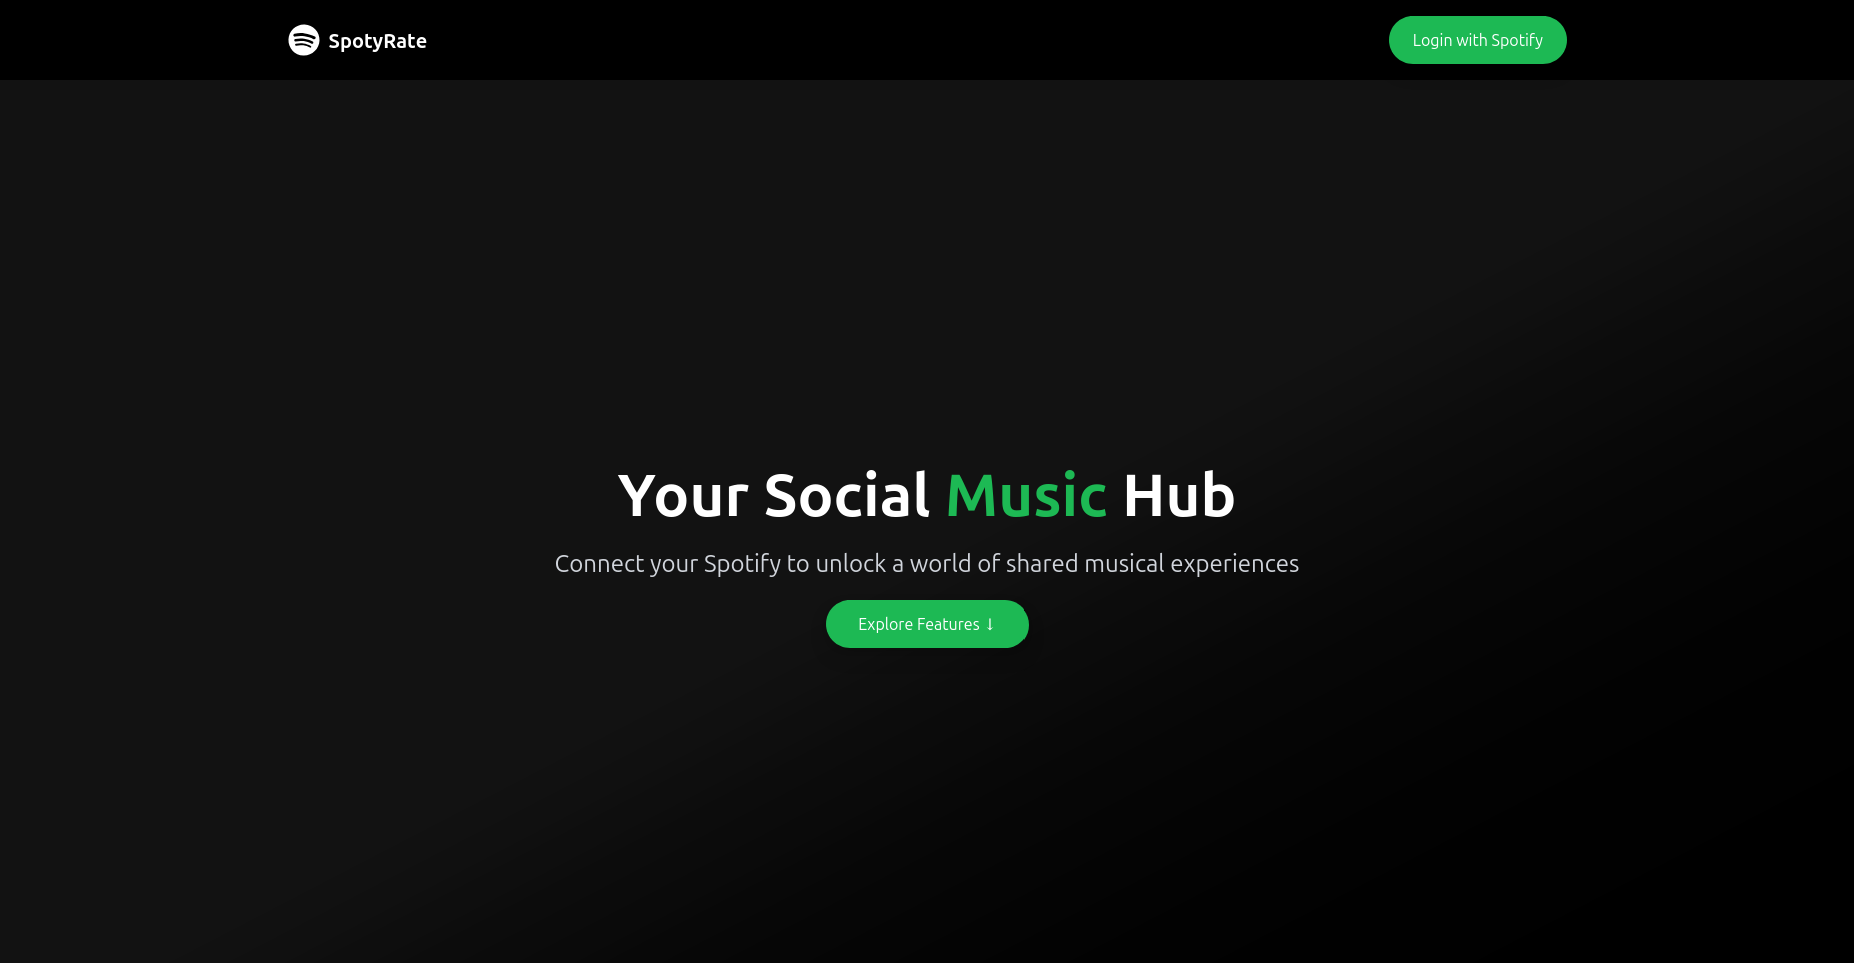 SpotyRate
Login with Spotify
Your Social Music Hub
Connect your Spotify to unlock a world of shared musical experiences
Explore Features ↓